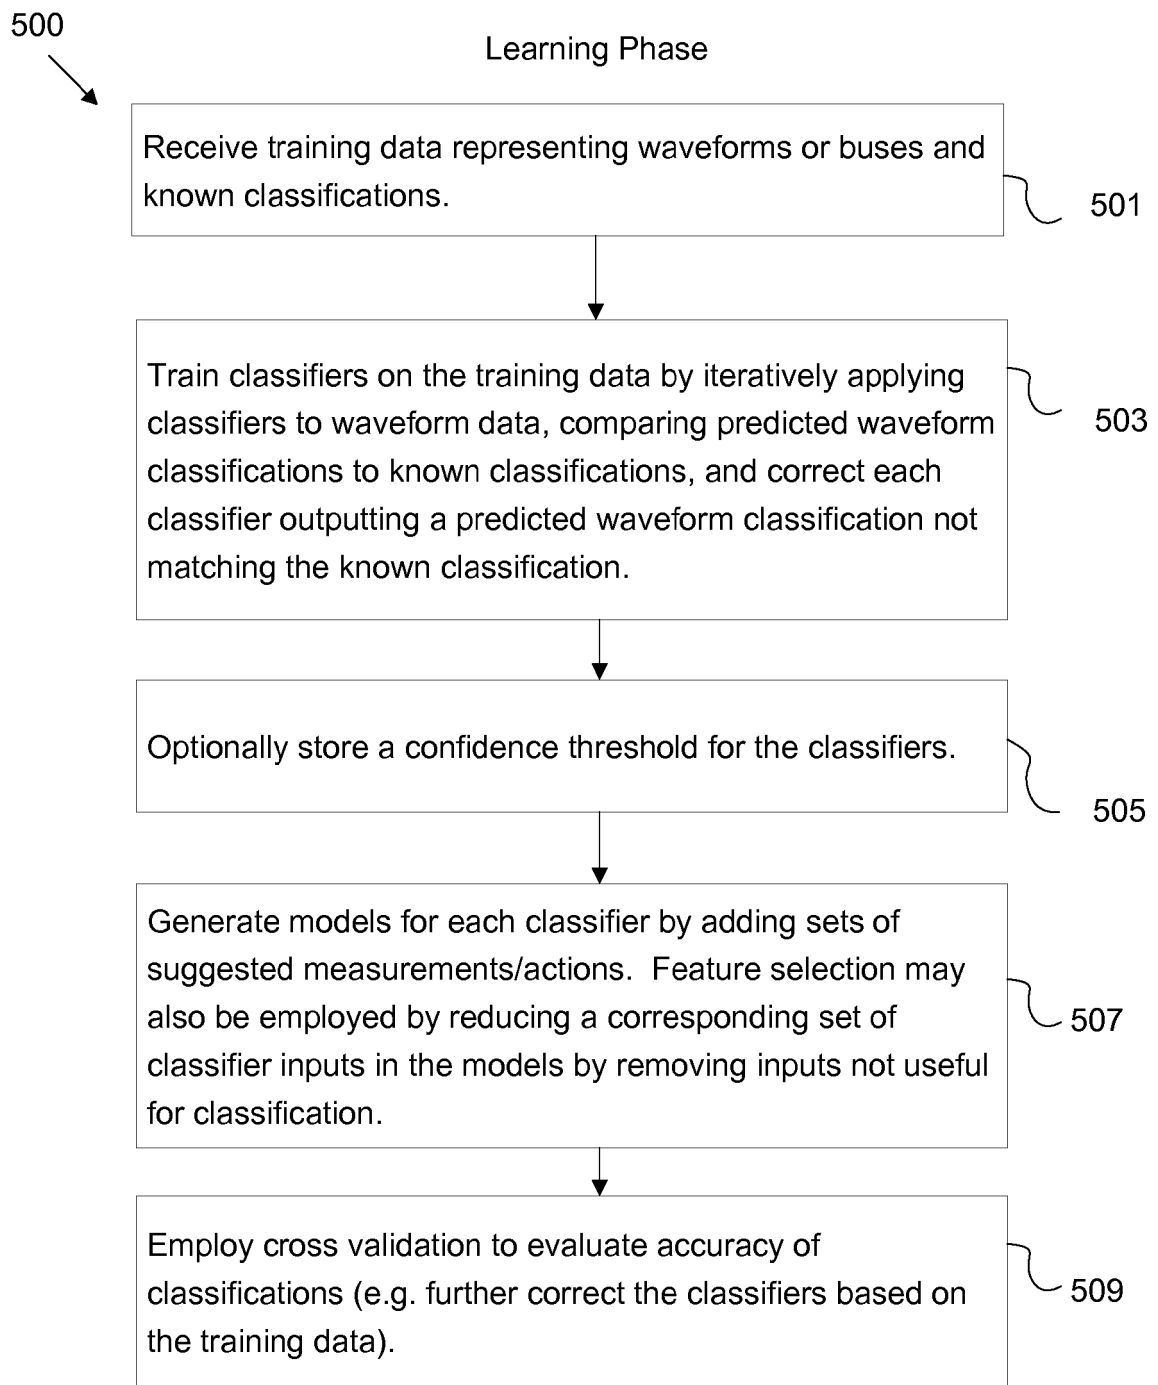 500
Learning Phase
Receive training data representing waveforms or buses and
known classifications.
501
Train classifiers on the training data by iteratively applying
classifiers to waveform data, comparing predicted waveform
classifications to known classifications, and correct each
classifier outputting a predicted waveform classification not
matching the known classification.
503
Optionally store a confidence threshold for the classifiers.
505
Generate models for each classifier by adding sets of
suggested measurements/actions.  Feature selection may
also be employed by reducing a corresponding set of
classifier inputs in the models by removing inputs not useful
for classification.
507
Employ cross validation to evaluate accuracy of
classifications (e.g. further correct the classifiers based on
the training data).
509